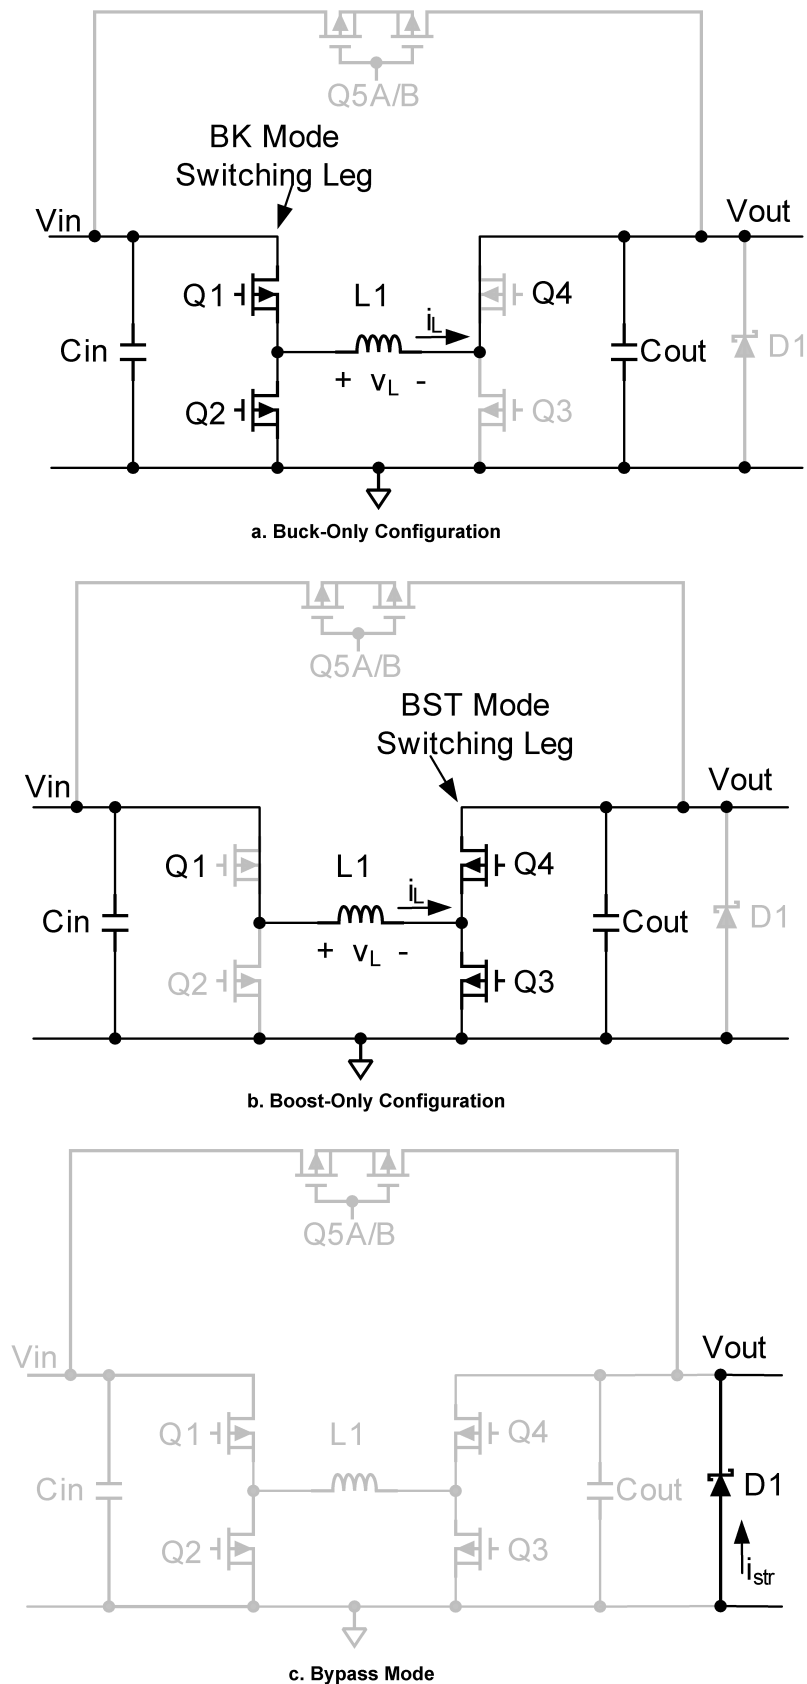 Q5A/B
BK Mode
Switching Leg
Vin
Vout
Q1
L1
Q4
iL
Cin
Cout
D1
+ vL -
Q2
Q3
a. Buck-Only Configuration
Q5A/B
BST Mode
Switching Leg
Vin
Vout
Q1
L1
Q4
iL
Cin
Cout
D1
+ vL -
Q2
Q3
b. Boost-Only Configuration
Q5A/B
Vin
Vout
Q1
L1
Q4
Cin
Cout
D1
Q2
Q3
istr
c. Bypass Mode